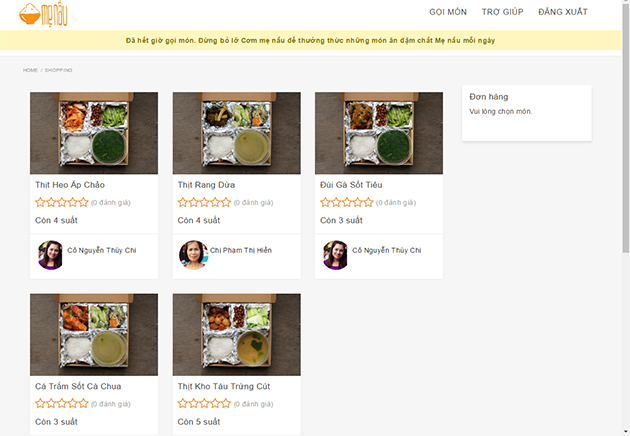 mẹ nấu
GỌI MÓN
TRỢ GIÚP
ĐĂNG XUẤT
Đã hết giờ gọi món. Đừng bỏ lỡ Cơm mẹ nấu để thưởng thức những món ăn đậm chất Mẹ nấu mỗi ngày
HOME / SHOPPING
Đơn hàng
Vui lòng chọn món.
Thịt Heo Áp Chảo
(0 đánh giá)
Còn 4 suất
Cô Nguyễn Thùy Chi
Thịt Rang Dừa
(0 đánh giá)
Còn 4 suất
Chị Phạm Thị Hiền
Đùi Gà Sốt Tiêu
(0 đánh giá)
Còn 3 suất
Cô Nguyễn Thùy Chi
Cá Trắm Sốt Cà Chua
(0 đánh giá)
Còn 3 suất
Thịt Kho Tàu Trứng Cút
(0 đánh giá)
Còn 5 suất